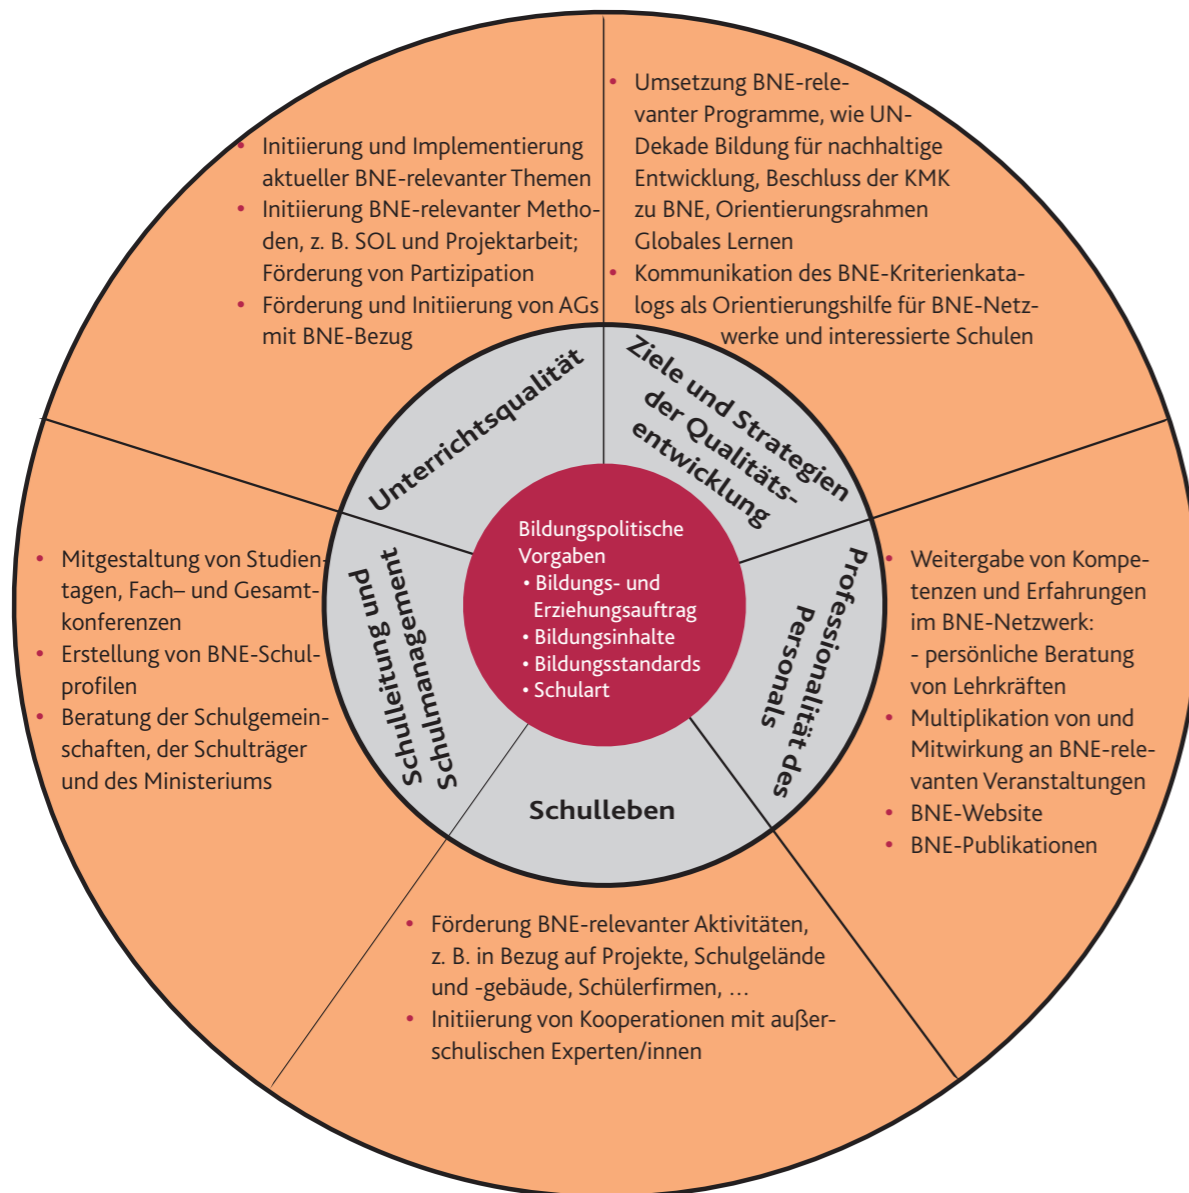 • Umsetzung BNE-rele-
vanter Programme, wie UN-
Dekade Bildung für nachhaltige
Entwicklung, Beschluss der KMK
zu BNE, Orientierungsrahmen
Globales Lernen
• Kommunikation des BNE-Kriterienkata-
logs als Orientierungshilfe für BNE-Netz-
werke und interessierte Schulen
• Initiierung und Implementierung
aktueller BNE-relevanter Themen
• Initiierung BNE-relevanter Metho-
den, z. B. SOL und Projektarbeit;
Förderung von Partizipation
• Förderung und Initiierung von AGs
mit BNE-Bezug
Unterrichtsqualität
Ziele und Strategien
der Qualitäts-
entwicklung
Bildungspolitische
Vorgaben
• Bildungs- und
Erziehungsauftrag
• Bildungsinhalte
• Bildungsstandards
• Schulart
Schulleitung und
Schulmanagement
Professionalität des
Personals
Schulleben
• Mitgestaltung von Studien-
tagen, Fach– und Gesamt-
konferenzen
• Erstellung von BNE-Schul-
profilen
• Beratung der Schulgemein-
schaften, der Schulträger
und des Ministeriums
• Weitergabe von Kompe-
tenzen und Erfahrungen
im BNE-Netzwerk:
- persönliche Beratung
von Lehrkräften
• Multiplikation von und
Mitwirkung an BNE-rele-
vanten Veranstaltungen
• BNE-Website
• BNE-Publikationen
• Förderung BNE-relevanter Aktivitäten,
z. B. in Bezug auf Projekte, Schulgelände
und -gebäude, Schülerfirmen, …
• Initiierung von Kooperationen mit außer-
schulischen Experten/innen